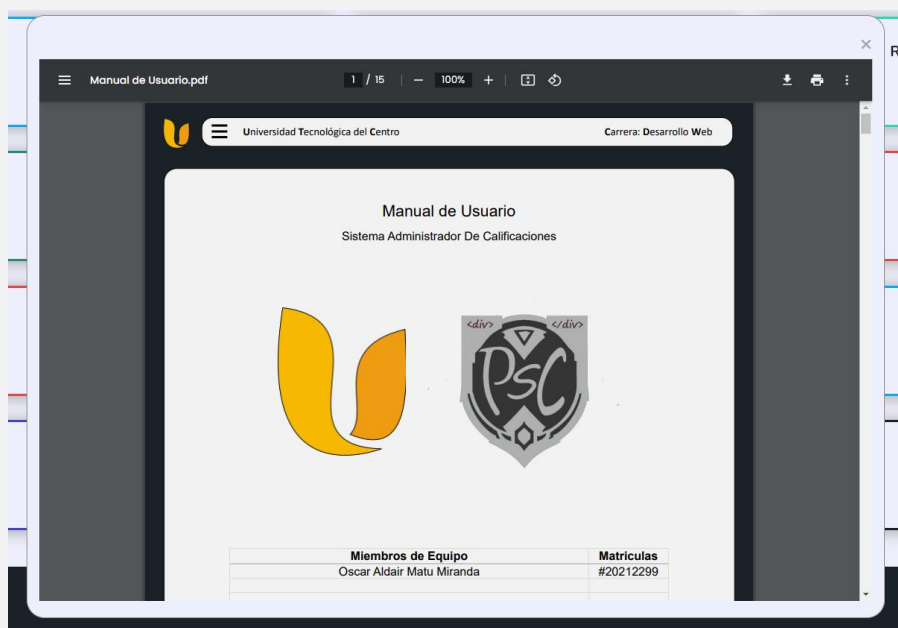 R
Manual de Usuario.pdf 1 / 15 100%
Universidad Tecnológica del Centro Carrera: Desarrollo Web
Manual de Usuario
Sistema Administrador De Calificaciones
<div> </div>
PsC
Miembros de Equipo Matriculas
Oscar Aldair Matu Miranda #20212299